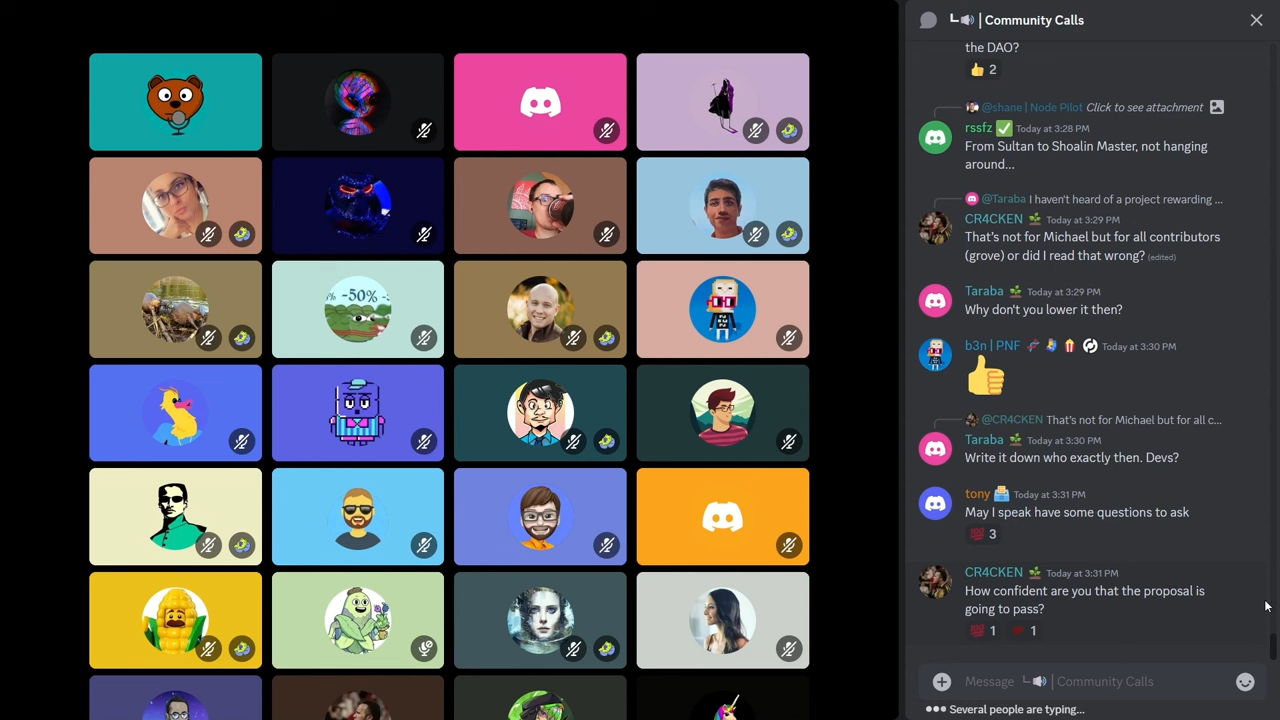 Community Calls
the DAO?
2
@shane | Node Pilot Click to see attachment
rssfz Today at 3:28 PM
From Sultan to Shoalin Master, not hanging
around...
@Taraba I haven't heard of a project rewarding ...
CR4CKEN Today at 3:29 PM
That's not for Michael but for all contributors
(grove) or did I read that wrong? (edited)
Taraba Today at 3:29 PM
Why don't you lower it then?
b3n | PNF Today at 3:30 PM
@CR4CKEN That's not for Michael but for all c...
Taraba Today at 3:30 PM
Write it down who exactly then. Devs?
tony Today at 3:31 PM
May I speak have some questions to ask
3
CR4CKEN Today at 3:31 PM
How confident are you that the proposal is
going to pass?
1 1
Message Community Calls
Several people are typing...
-50%